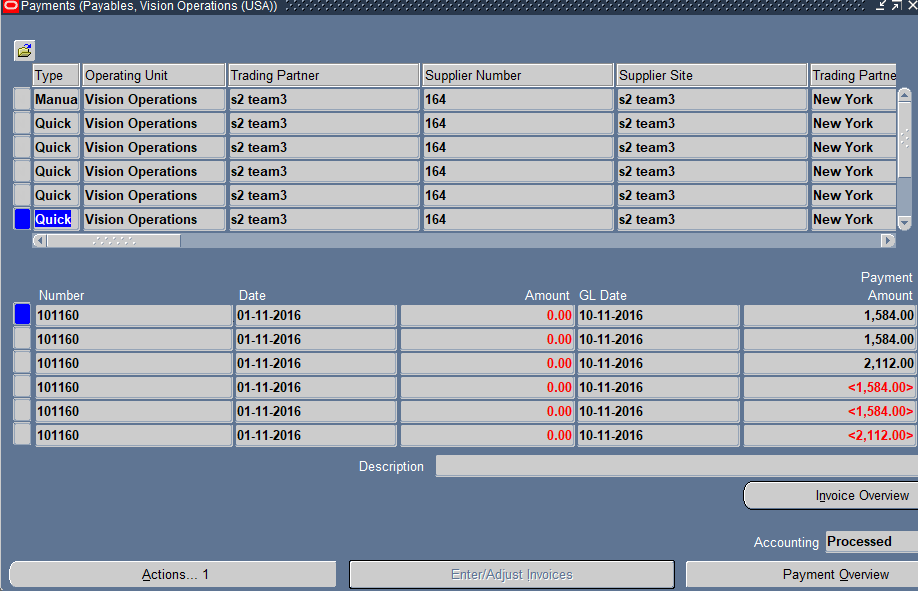 Payments (Payables, Vision Operations (USA))
Type Operating Unit Trading Partner Supplier Number Supplier Site Trading Partne
Manua Vision Operations s2 team3 164 s2 team3 New York
Quick Vision Operations s2 team3 164 s2 team3 New York
Quick Vision Operations s2 team3 164 s2 team3 New York
Quick Vision Operations s2 team3 164 s2 team3 New York
Quick Vision Operations s2 team3 164 s2 team3 New York
Quick Vision Operations s2 team3 164 s2 team3 New York
Payment
Number Date Amount GL Date Amount
101160 01-11-2016 0.00 10-11-2016 1,584.00
101160 01-11-2016 0.00 10-11-2016 1,584.00
101160 01-11-2016 0.00 10-11-2016 2,112.00
101160 01-11-2016 0.00 10-11-2016 <1,584.00>
101160 01-11-2016 0.00 10-11-2016 <1,584.00>
101160 01-11-2016 0.00 10-11-2016 <2,112.00>
Description
Invoice Overview
Accounting Processed
Actions... 1 Enter/Adjust Invoices Payment Overview